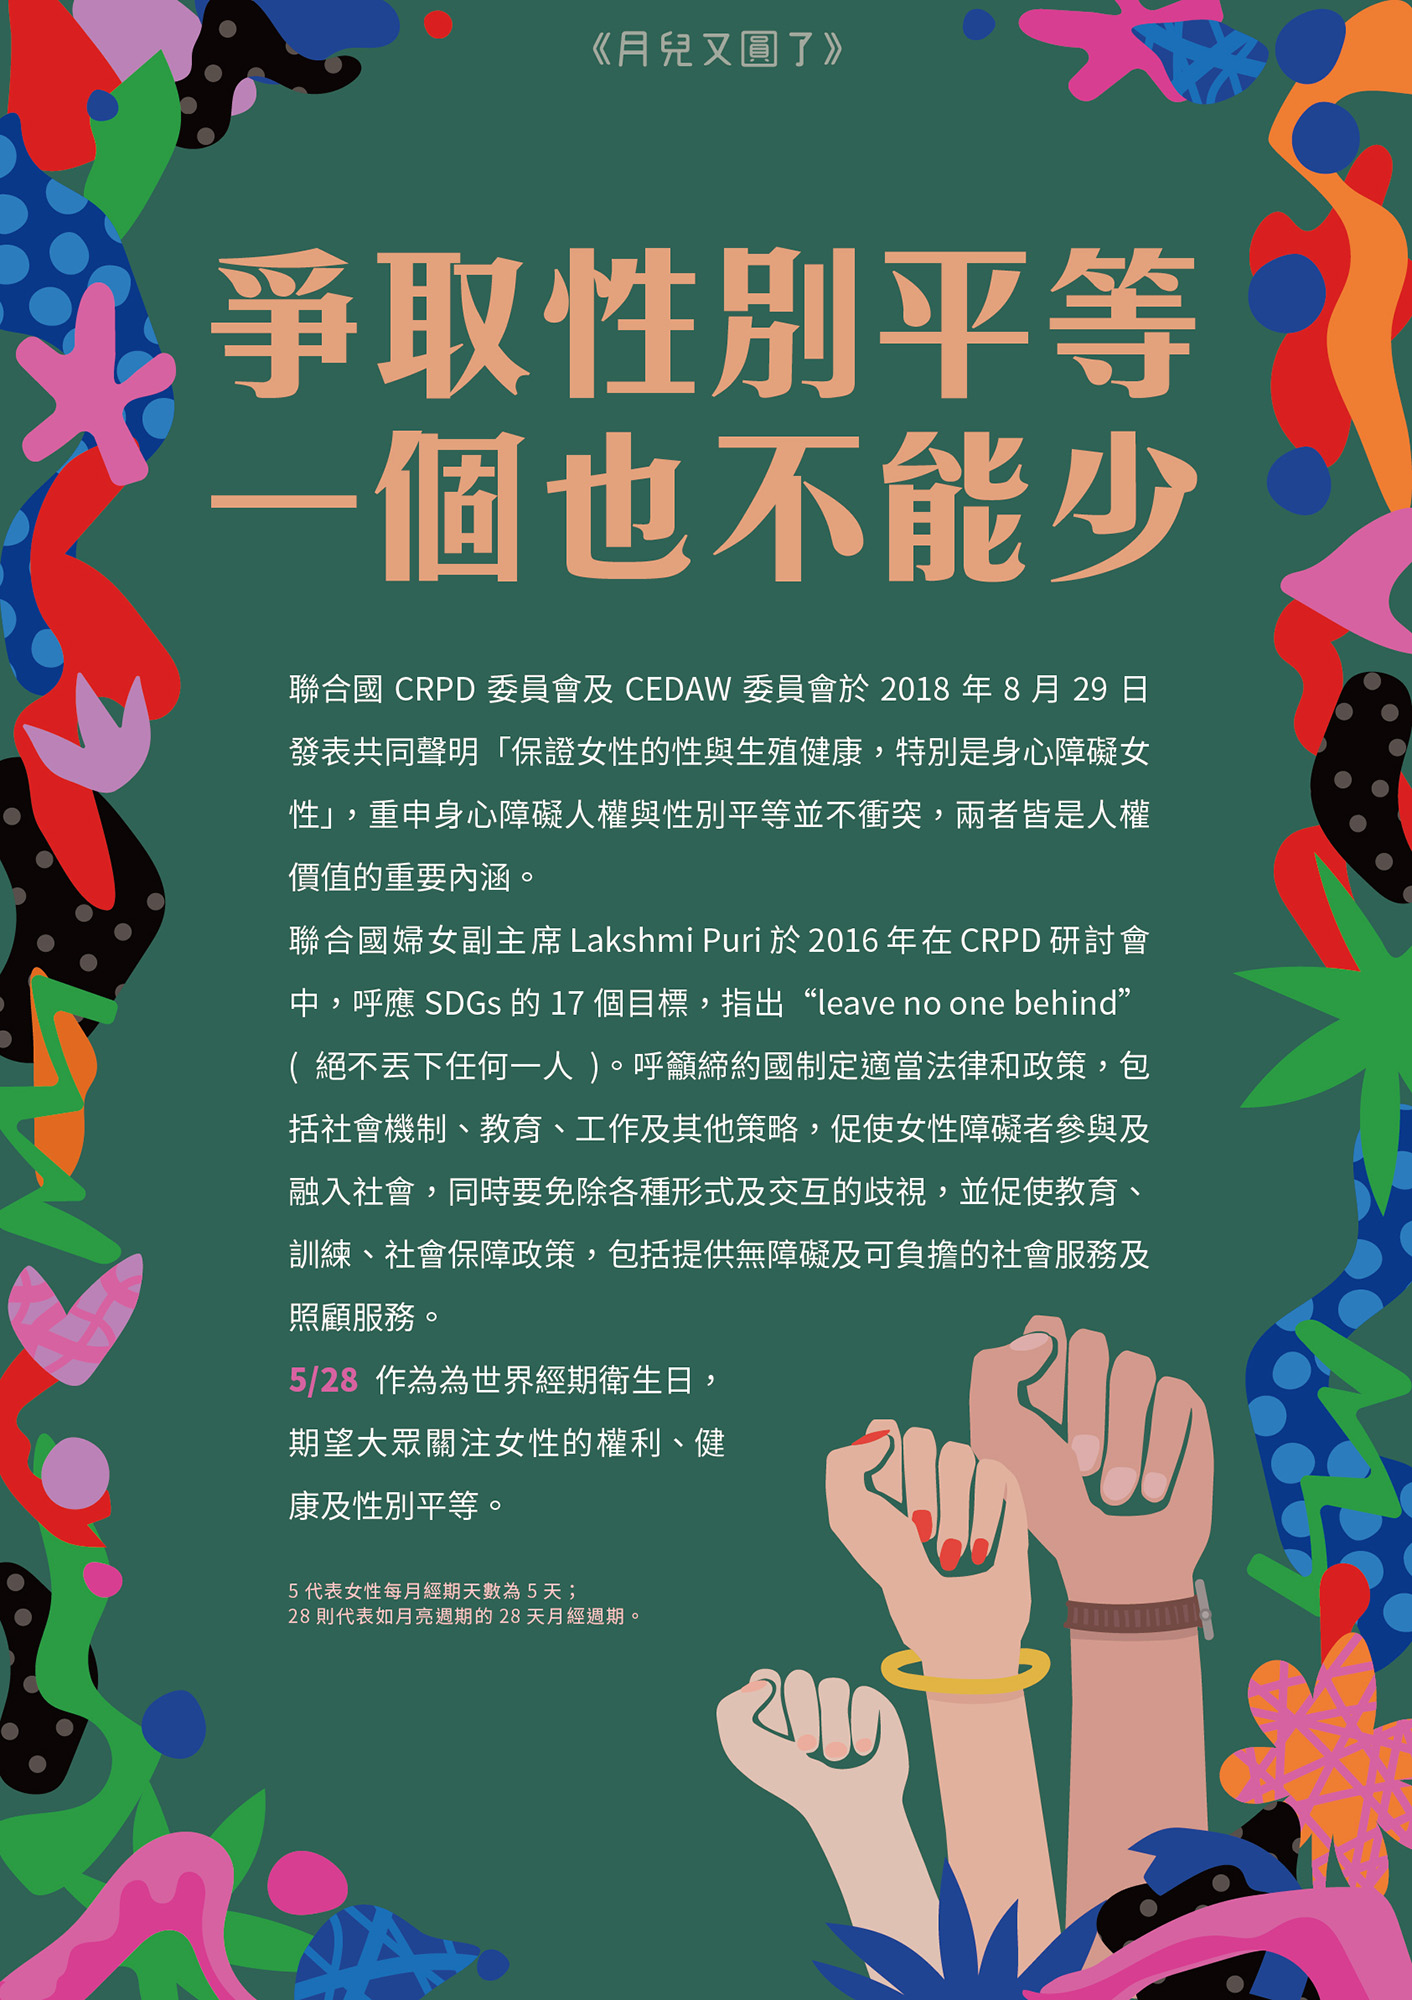 《月兒又圓了》
爭取性別平等
一個也不能少
聯合國 CRPD 委員會及 CEDAW 委員會於 2018 年 8 月 29 日
發表共同聲明「保證女性的性與生殖健康，特別是身心障礙女
性」，重申身心障礙人權與性別平等並不衝突，兩者皆是人權
價值的重要內涵。
聯合國婦女副主席 Lakshmi Puri 於 2016 年在 CRPD 研討會
中，呼應 SDGs 的 17 個目標，指出“leave no one behind”
( 絕不丟下任何一人 )。呼籲締約國制定適當法律和政策，包
括社會機制、教育、工作及其他策略，促使女性障礙者參與及
融入社會，同時要免除各種形式及交互的歧視，並促使教育、
訓練、社會保障政策，包括提供無障礙及可負擔的社會服務及
照顧服務。
5/28 作為為世界經期衛生日，
期望大眾關注女性的權利、健
康及性別平等。
5 代表女性每月經期天數為 5 天；
28 則代表如月亮週期的 28 天月經週期。